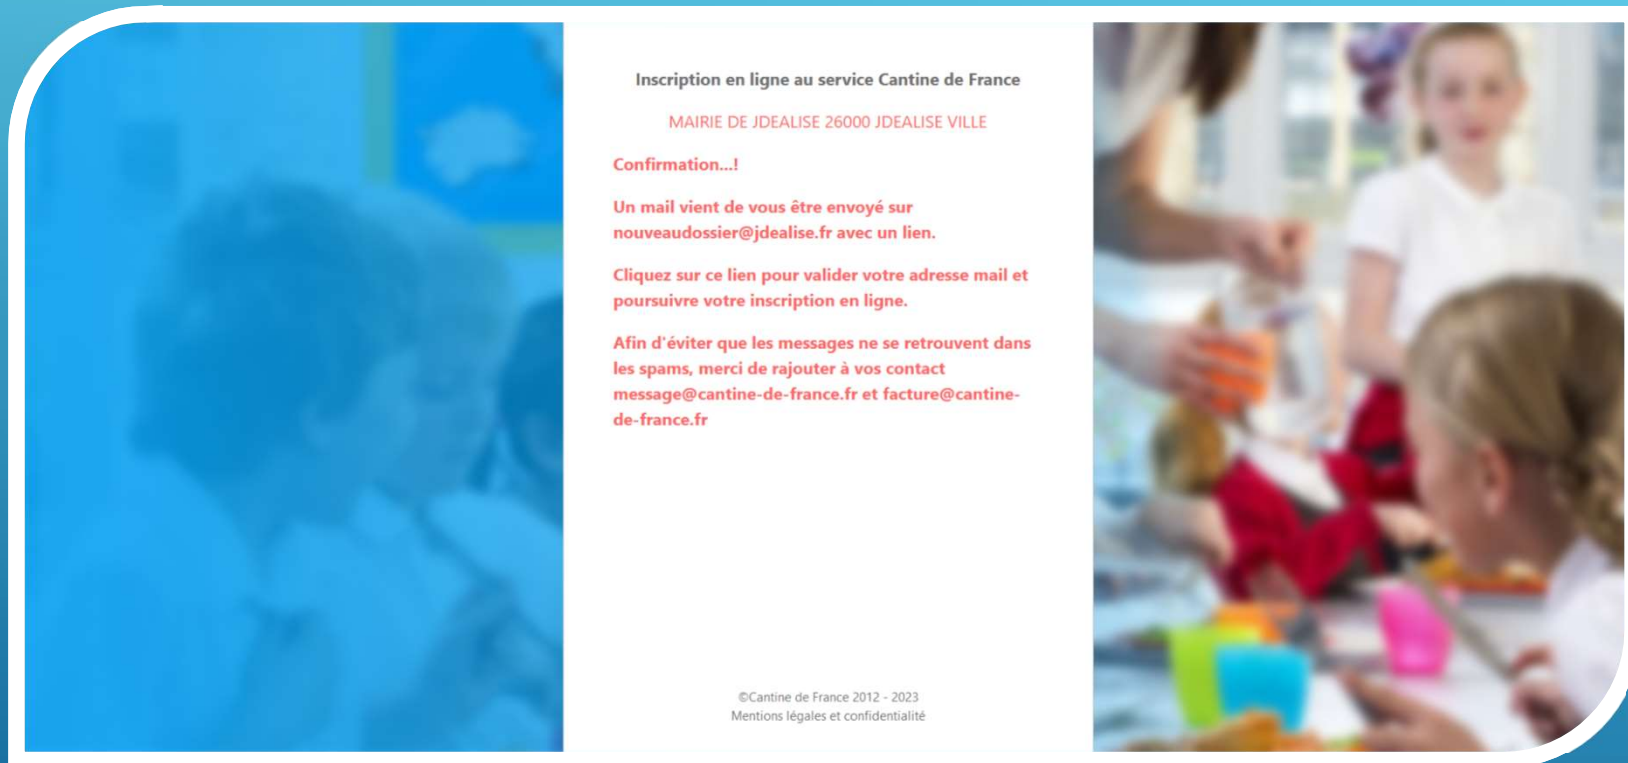 Inscription en ligne au service Cantine de France
MAIRIE DE JDEALISE 26000 JDEALISE VILLE
Confirmation...!
Un mail vient de vous être envoyé sur
nouveaudossier@jdealise.fr avec un lien.
Cliquez sur ce lien pour valider votre adresse mail et
poursuivre votre inscription en ligne.
Afin d'éviter que les messages ne se retrouvent dans
les spams, merci de rajouter à vos contact
message@cantine-de-france.fr et facture@cantine-
de-france.fr
©Cantine de France 2012 - 2023
Mentions légales et confidentialité